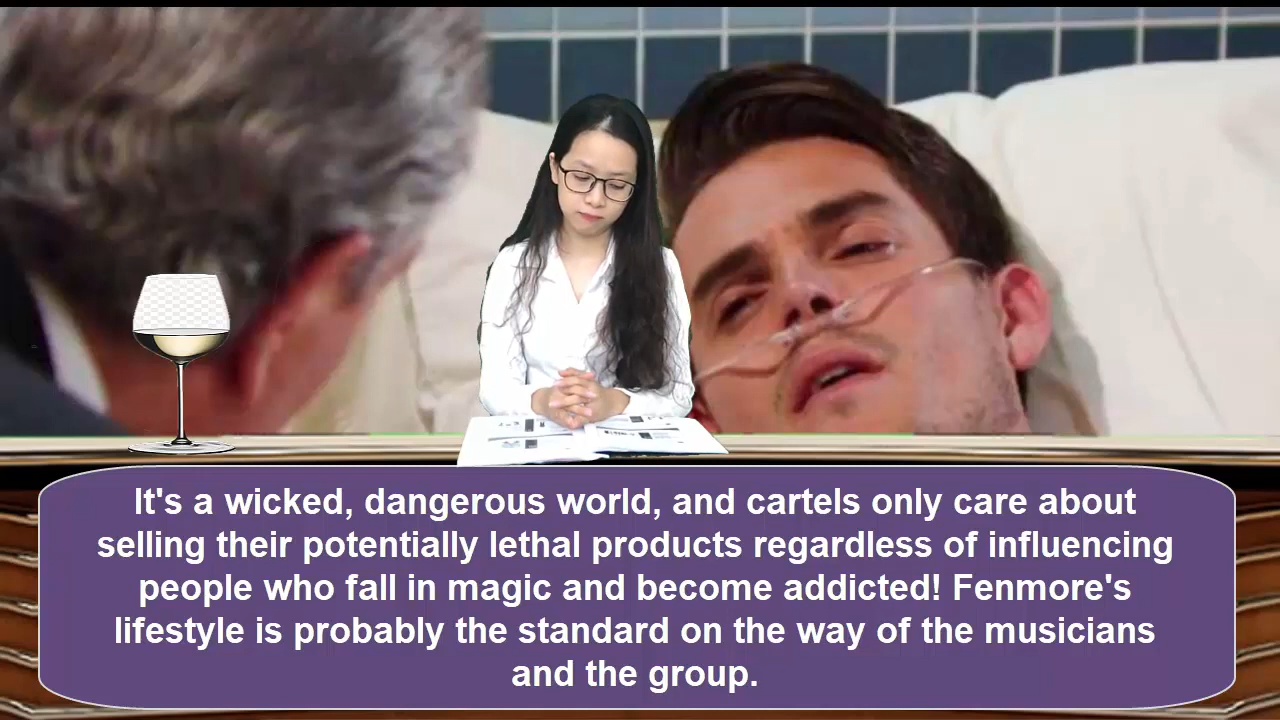 It's a wicked, dangerous world, and cartels only care about
selling their potentially lethal products regardless of influencing
people who fall in magic and become addicted! Fenmore's
lifestyle is probably the standard on the way of the musicians
and the group.